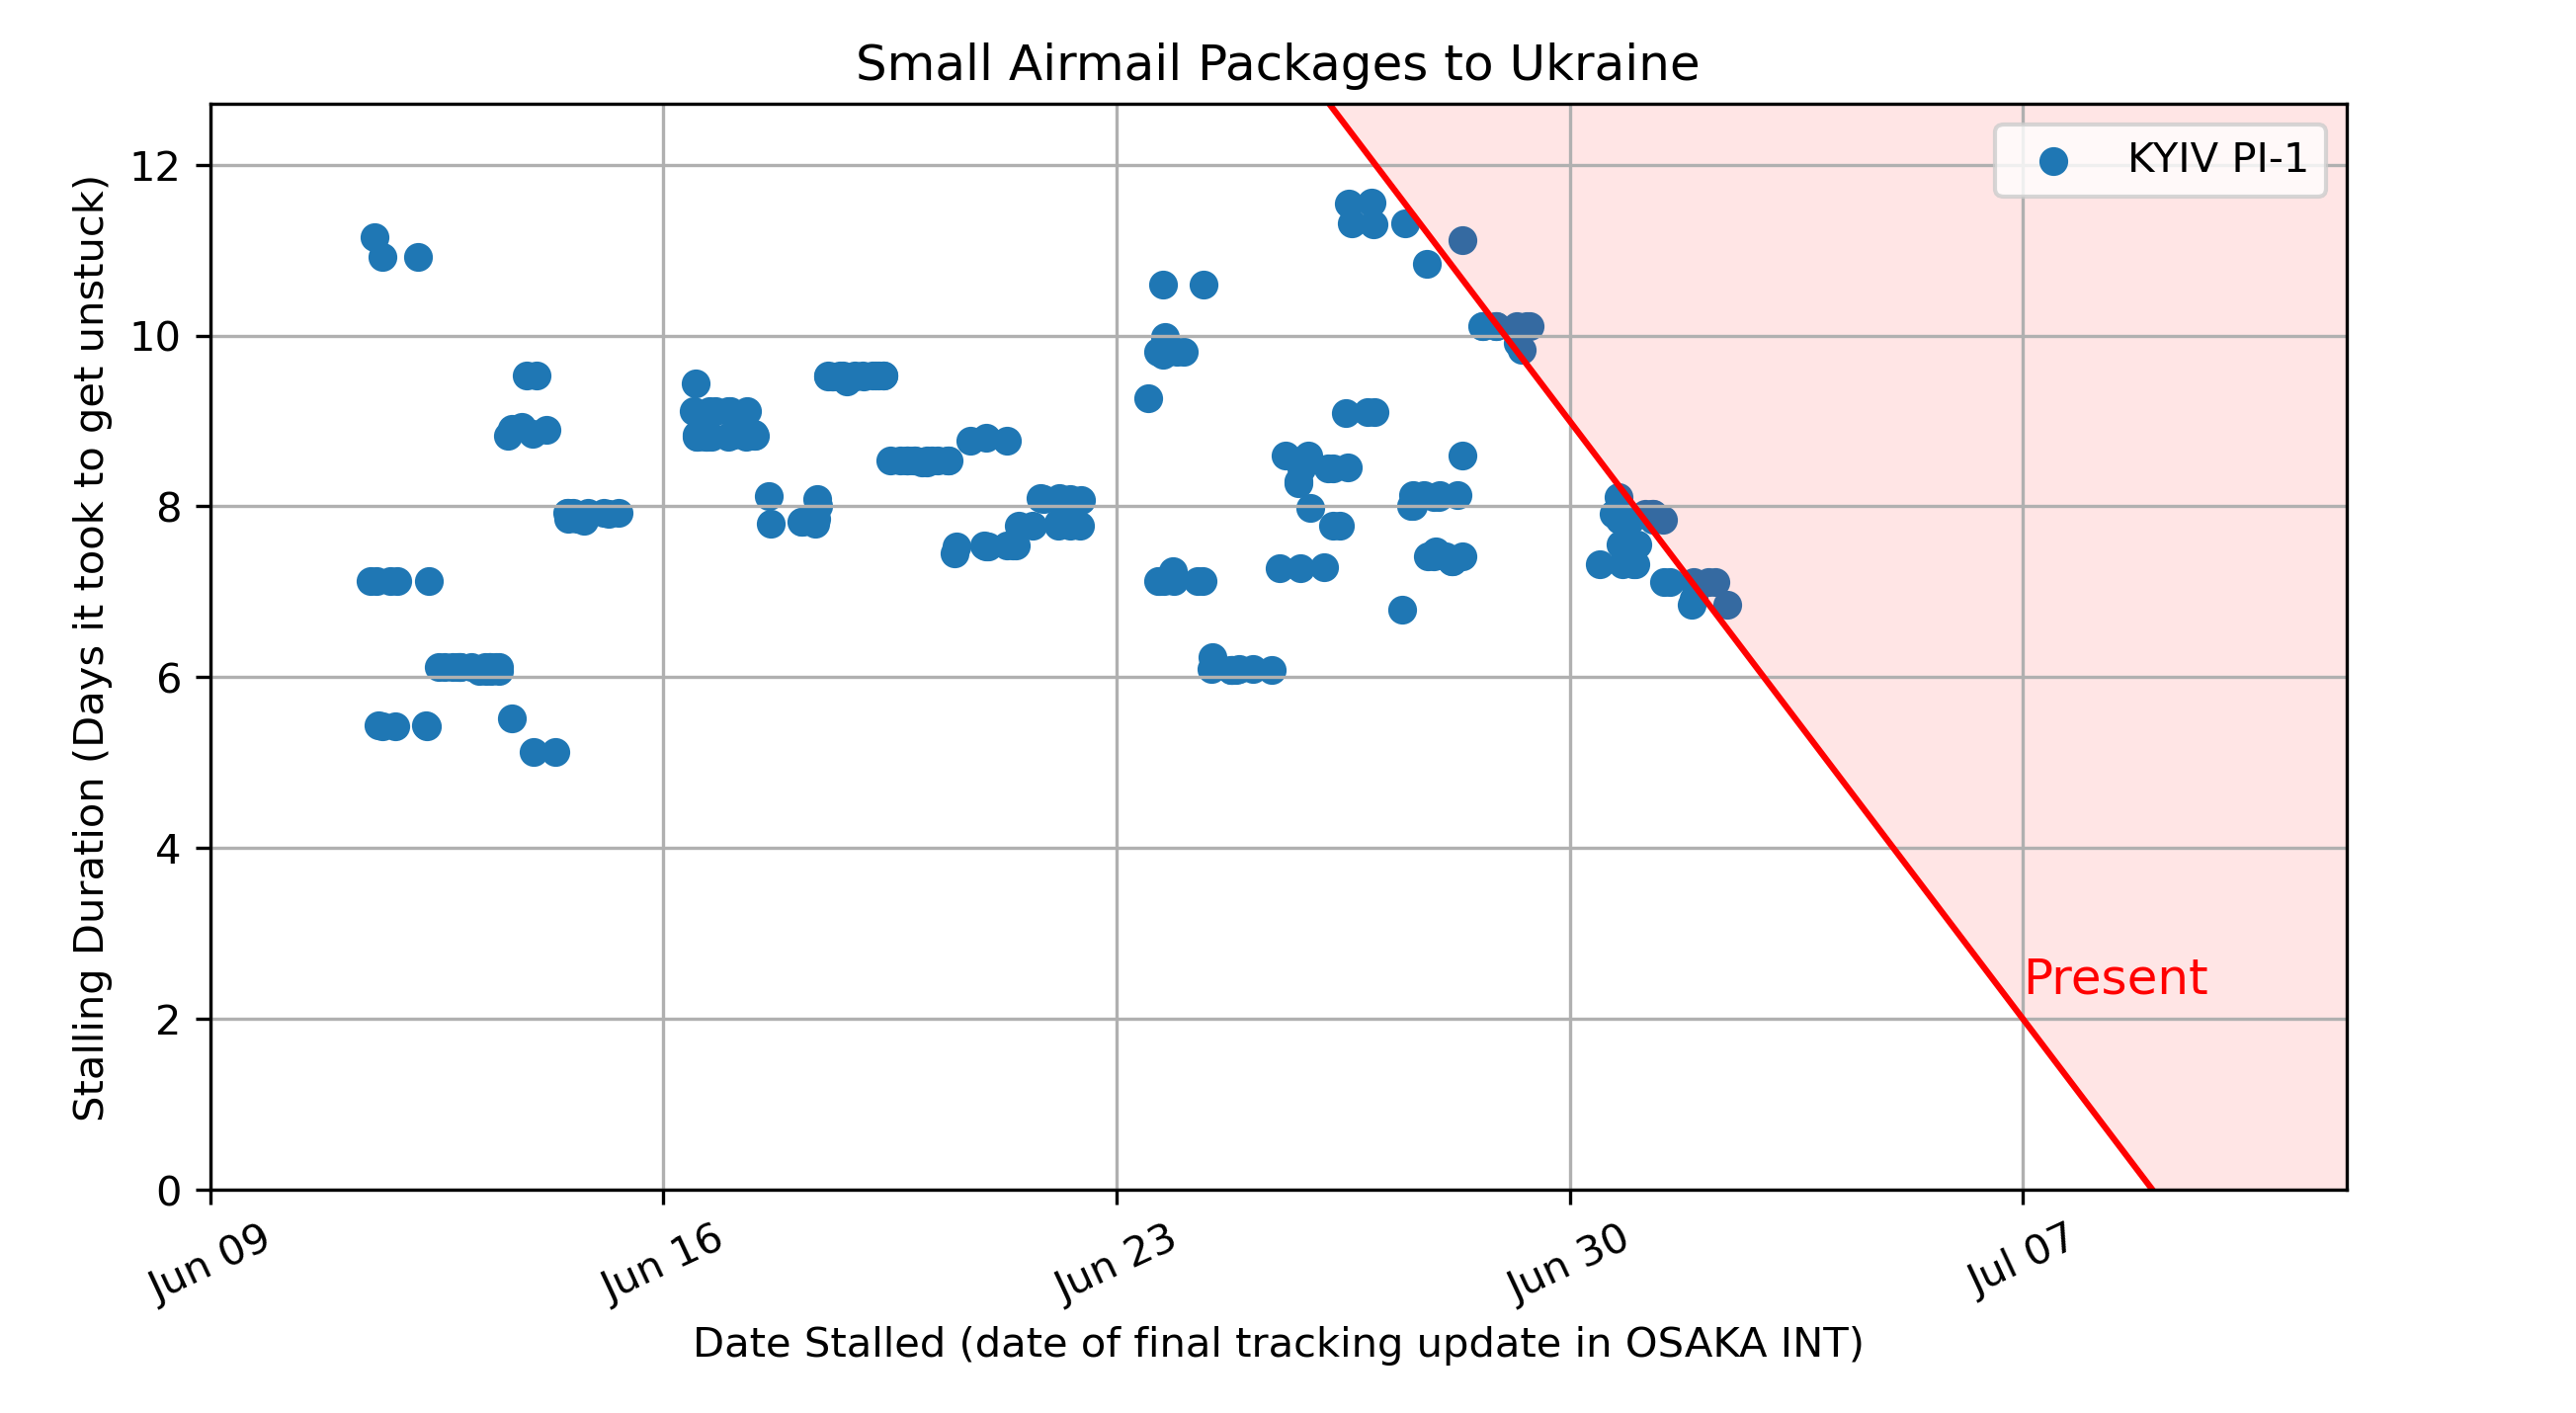 Small Airmail Packages to Ukraine
KYIV PI-1
12
10
8
6
4
2
0
Stalling Duration (Days it took to get unstuck)
Present
Jun 09
Jun 16
Jun 23
Jun 30
Jul 07
Date Stalled (date of final tracking update in OSAKA INT)